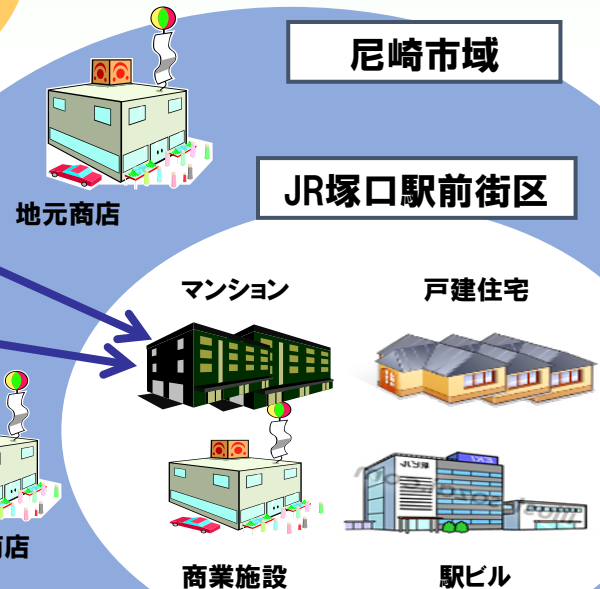 尼崎市域
JR塚口駅前街区
地元商店
マンション
戸建住宅
店
商業施設
駅ビル